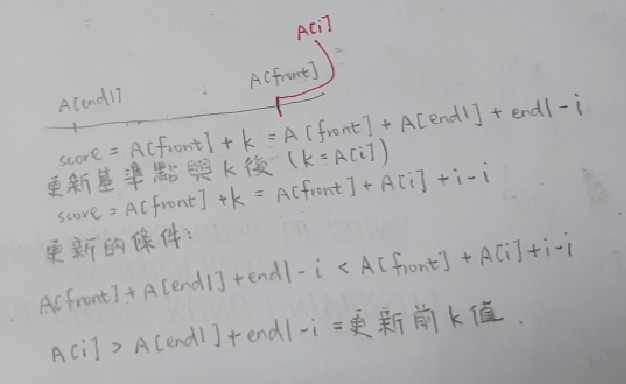 A[i]
A[front]
A[end1]
score = A[front] + k = A[front] + A[end1] + end1 - i
更新基準點與k後 (k = A[i])
score = A[front] + k = A[front] + A[i] + i - i
更新的條件:
A[front] + A[end1] + end1 - i < A[front] + A[i] + i - i
A[i] > A[end1] + end1 - i = 更新前k值.